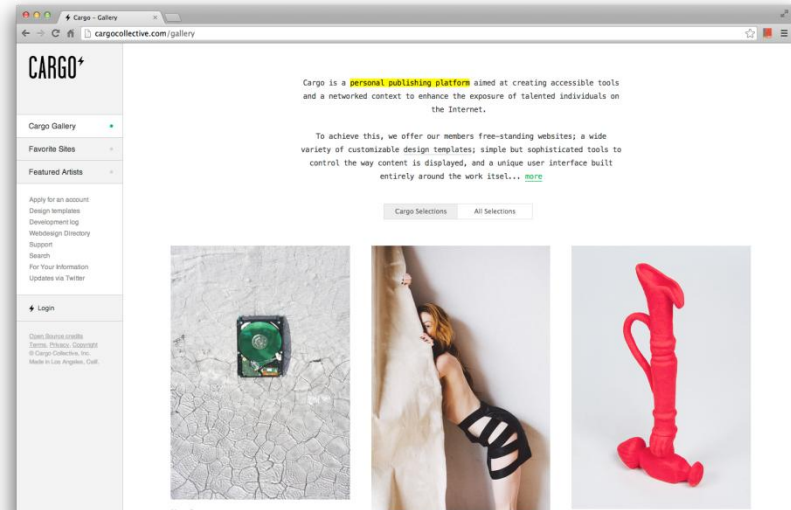 Cargo - Gallery
cargocollective.com/gallery
CARGO
Cargo Gallery
Favorite Sites
Featured Artists
Apply for an account
Design templates
Development log
Webdesign Directory
Support
Search
For Your Information
Updates via Twitter
Login
Open Source credits
Terms, Privacy, Copyright
© Cargo Collective, Inc.
Made in Los Angeles, Calif.
Cargo is a personal publishing platform aimed at creating accessible tools
and a networked context to enhance the exposure of talented individuals on
the Internet.
To achieve this, we offer our members free-standing websites; a wide
variety of customizable design templates; simple but sophisticated tools to
control the way content is displayed, and a unique user interface built
entirely around the work itsel... more
Cargo Selections
All Selections